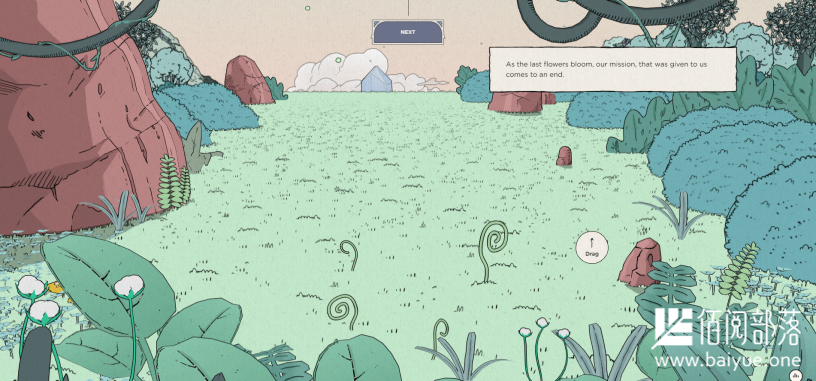 NEXT
As the last flowers bloom, our mission, that was given to us
comes to an end.
Drag
佰阅部落
www.baiyue-one